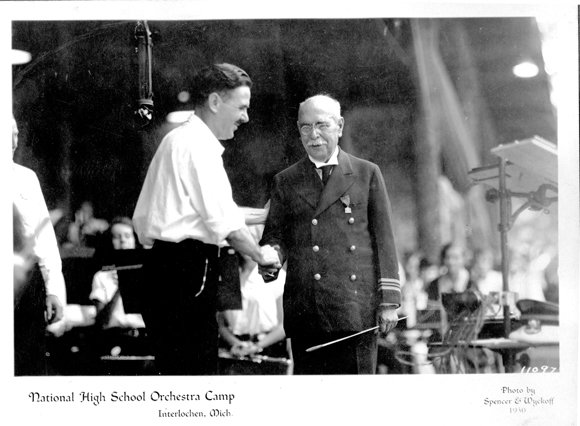 11097
National High School Orchestra Camp
Interlochen, Mich.
Photo by
Spencer & Wyckoff
1930